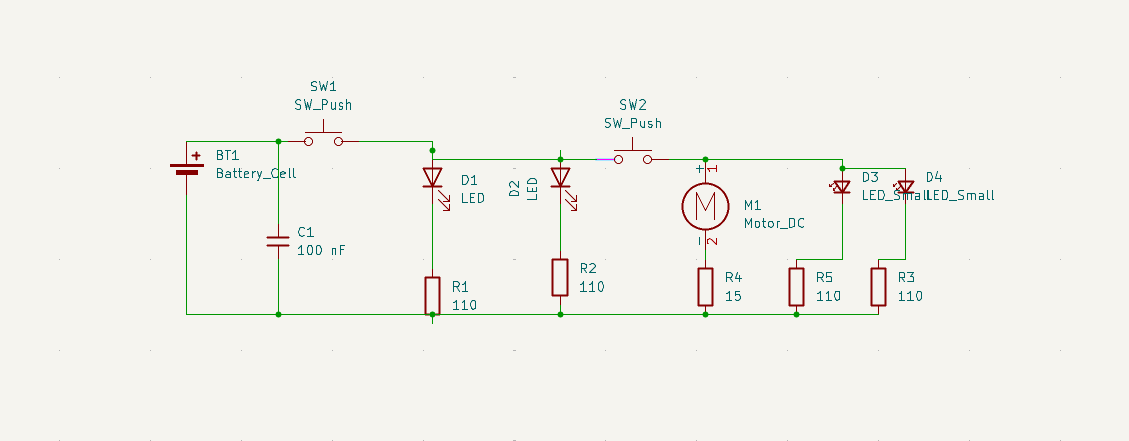 SW1
SW_Push
SW2
SW_Push
+
BT1
Battery_Cell
D1
LED
D2
LED
+
1
M
M1
Motor_DC
−
2
D3
LED_Small
D4
LED_Small
C1
100 nF
R1
110
R2
110
R4
15
R5
110
R3
110